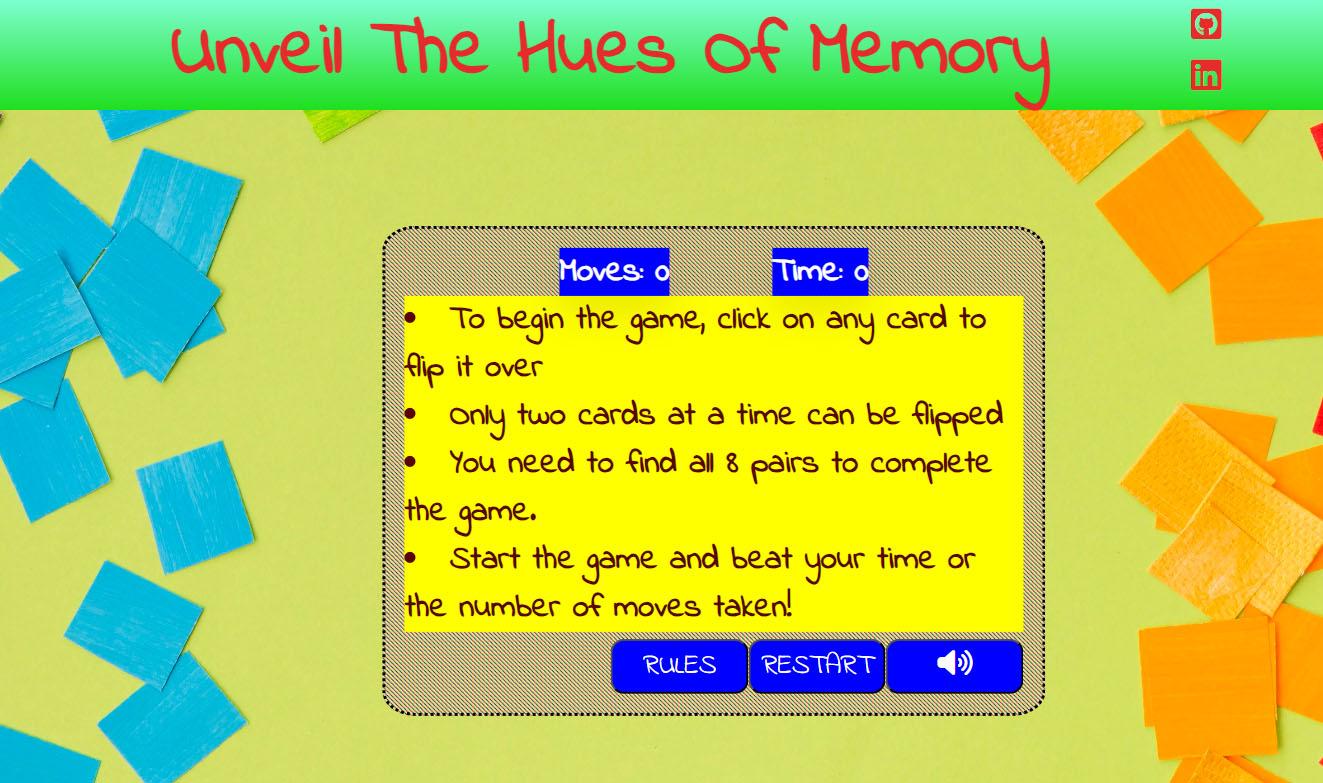 Unveil The Hues Of Memory
in
Moves: 0 Time: 0
• To begin the game, click on any card to
flip it over
• Only two cards at a time can be flipped
• You need to find all 8 pairs to complete
the game.
• Start the game and beat your time or
the number of moves taken!
RULES RESTART